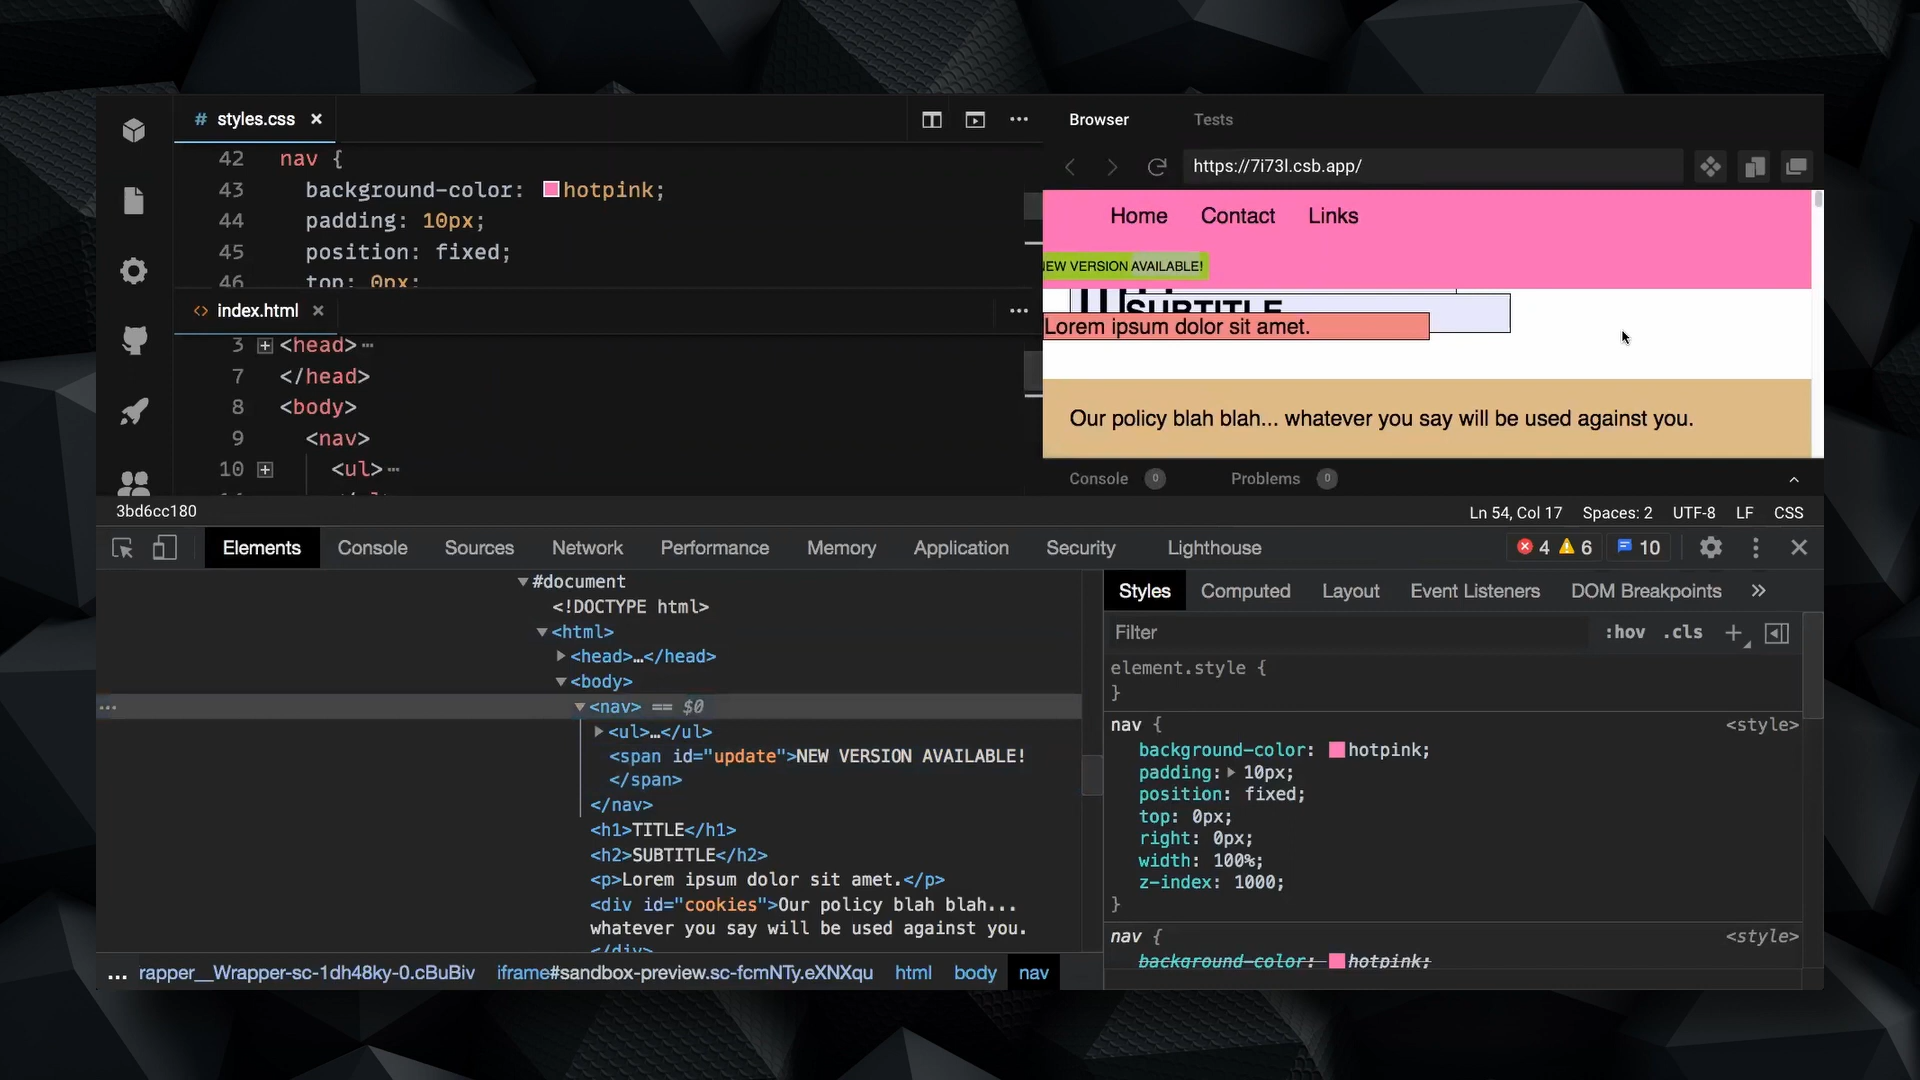 # styles.css ×
42 nav {
43 background-color: hotpink;
44 padding: 10px;
45 position: fixed;
46 top: 0px;
<> index.html ×
3 <head>
7 </head>
8 <body>
9 <nav>
10 <ul>
3bd6cc180
Browser Tests
https://7i73l.csb.app/
Home Contact Links
NEW VERSION AVAILABLE!
SUBTITLE
Lorem ipsum dolor sit amet.
Our policy blah blah... whatever you say will be used against you.
Console 0 Problems 0
Ln 54, Col 17 Spaces: 2 UTF-8 LF CSS
Elements Console Sources Network Performance Memory Application Security Lighthouse 4 6 10
#document
<!DOCTYPE html>
<html>
<head>…</head>
<body>
<nav> == $0
<ul>…</ul>
<span id="update">NEW VERSION AVAILABLE!
</span>
</nav>
<h1>TITLE</h1>
<h2>SUBTITLE</h2>
<p>Lorem ipsum dolor sit amet.</p>
<div id="cookies">Our policy blah blah...
whatever you say will be used against you.
</div>
... rapper__Wrapper-sc-1dh48ky-0.cBuBiv iframe#sandbox-preview.sc-fcmNTy.eXNXqu html body nav
Styles Computed Layout Event Listeners DOM Breakpoints »
Filter :hov .cls +
element.style {
}
nav { <style>
background-color: hotpink;
padding: 10px;
position: fixed;
top: 0px;
right: 0px;
width: 100%;
z-index: 1000;
}
nav { <style>
background-color: hotpink;